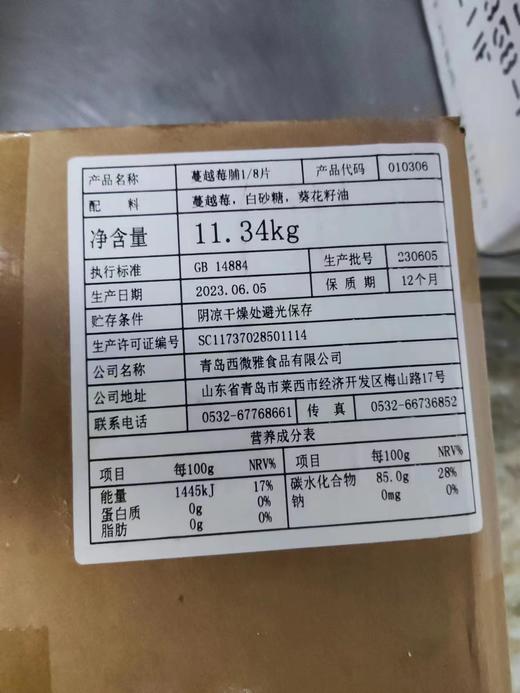 产品名称 蔓越莓脯1/8片 产品代码 010306
配 料 蔓越莓，白砂糖，葵花籽油
净含量 11.34kg
执行标准 GB 14884 生产批号 230605
生产日期 2023.06.05 保 质 期 12个月
贮存条件 阴凉干燥处避光保存
生产许可证编号 SC11737028501114
公司名称 青岛西微雅食品有限公司
公司地址 山东省青岛市莱西市经济开发区梅山路17号
联系电话 0532-67768661 传 真 0532-66736852
营养成分表
项目 每100g NRV% 项目 每100g NRV%
能量 1445kJ 17% 碳水化合物 85.0g 28%
蛋白质 0g 0% 钠 0mg 0%
脂肪 0g 0%